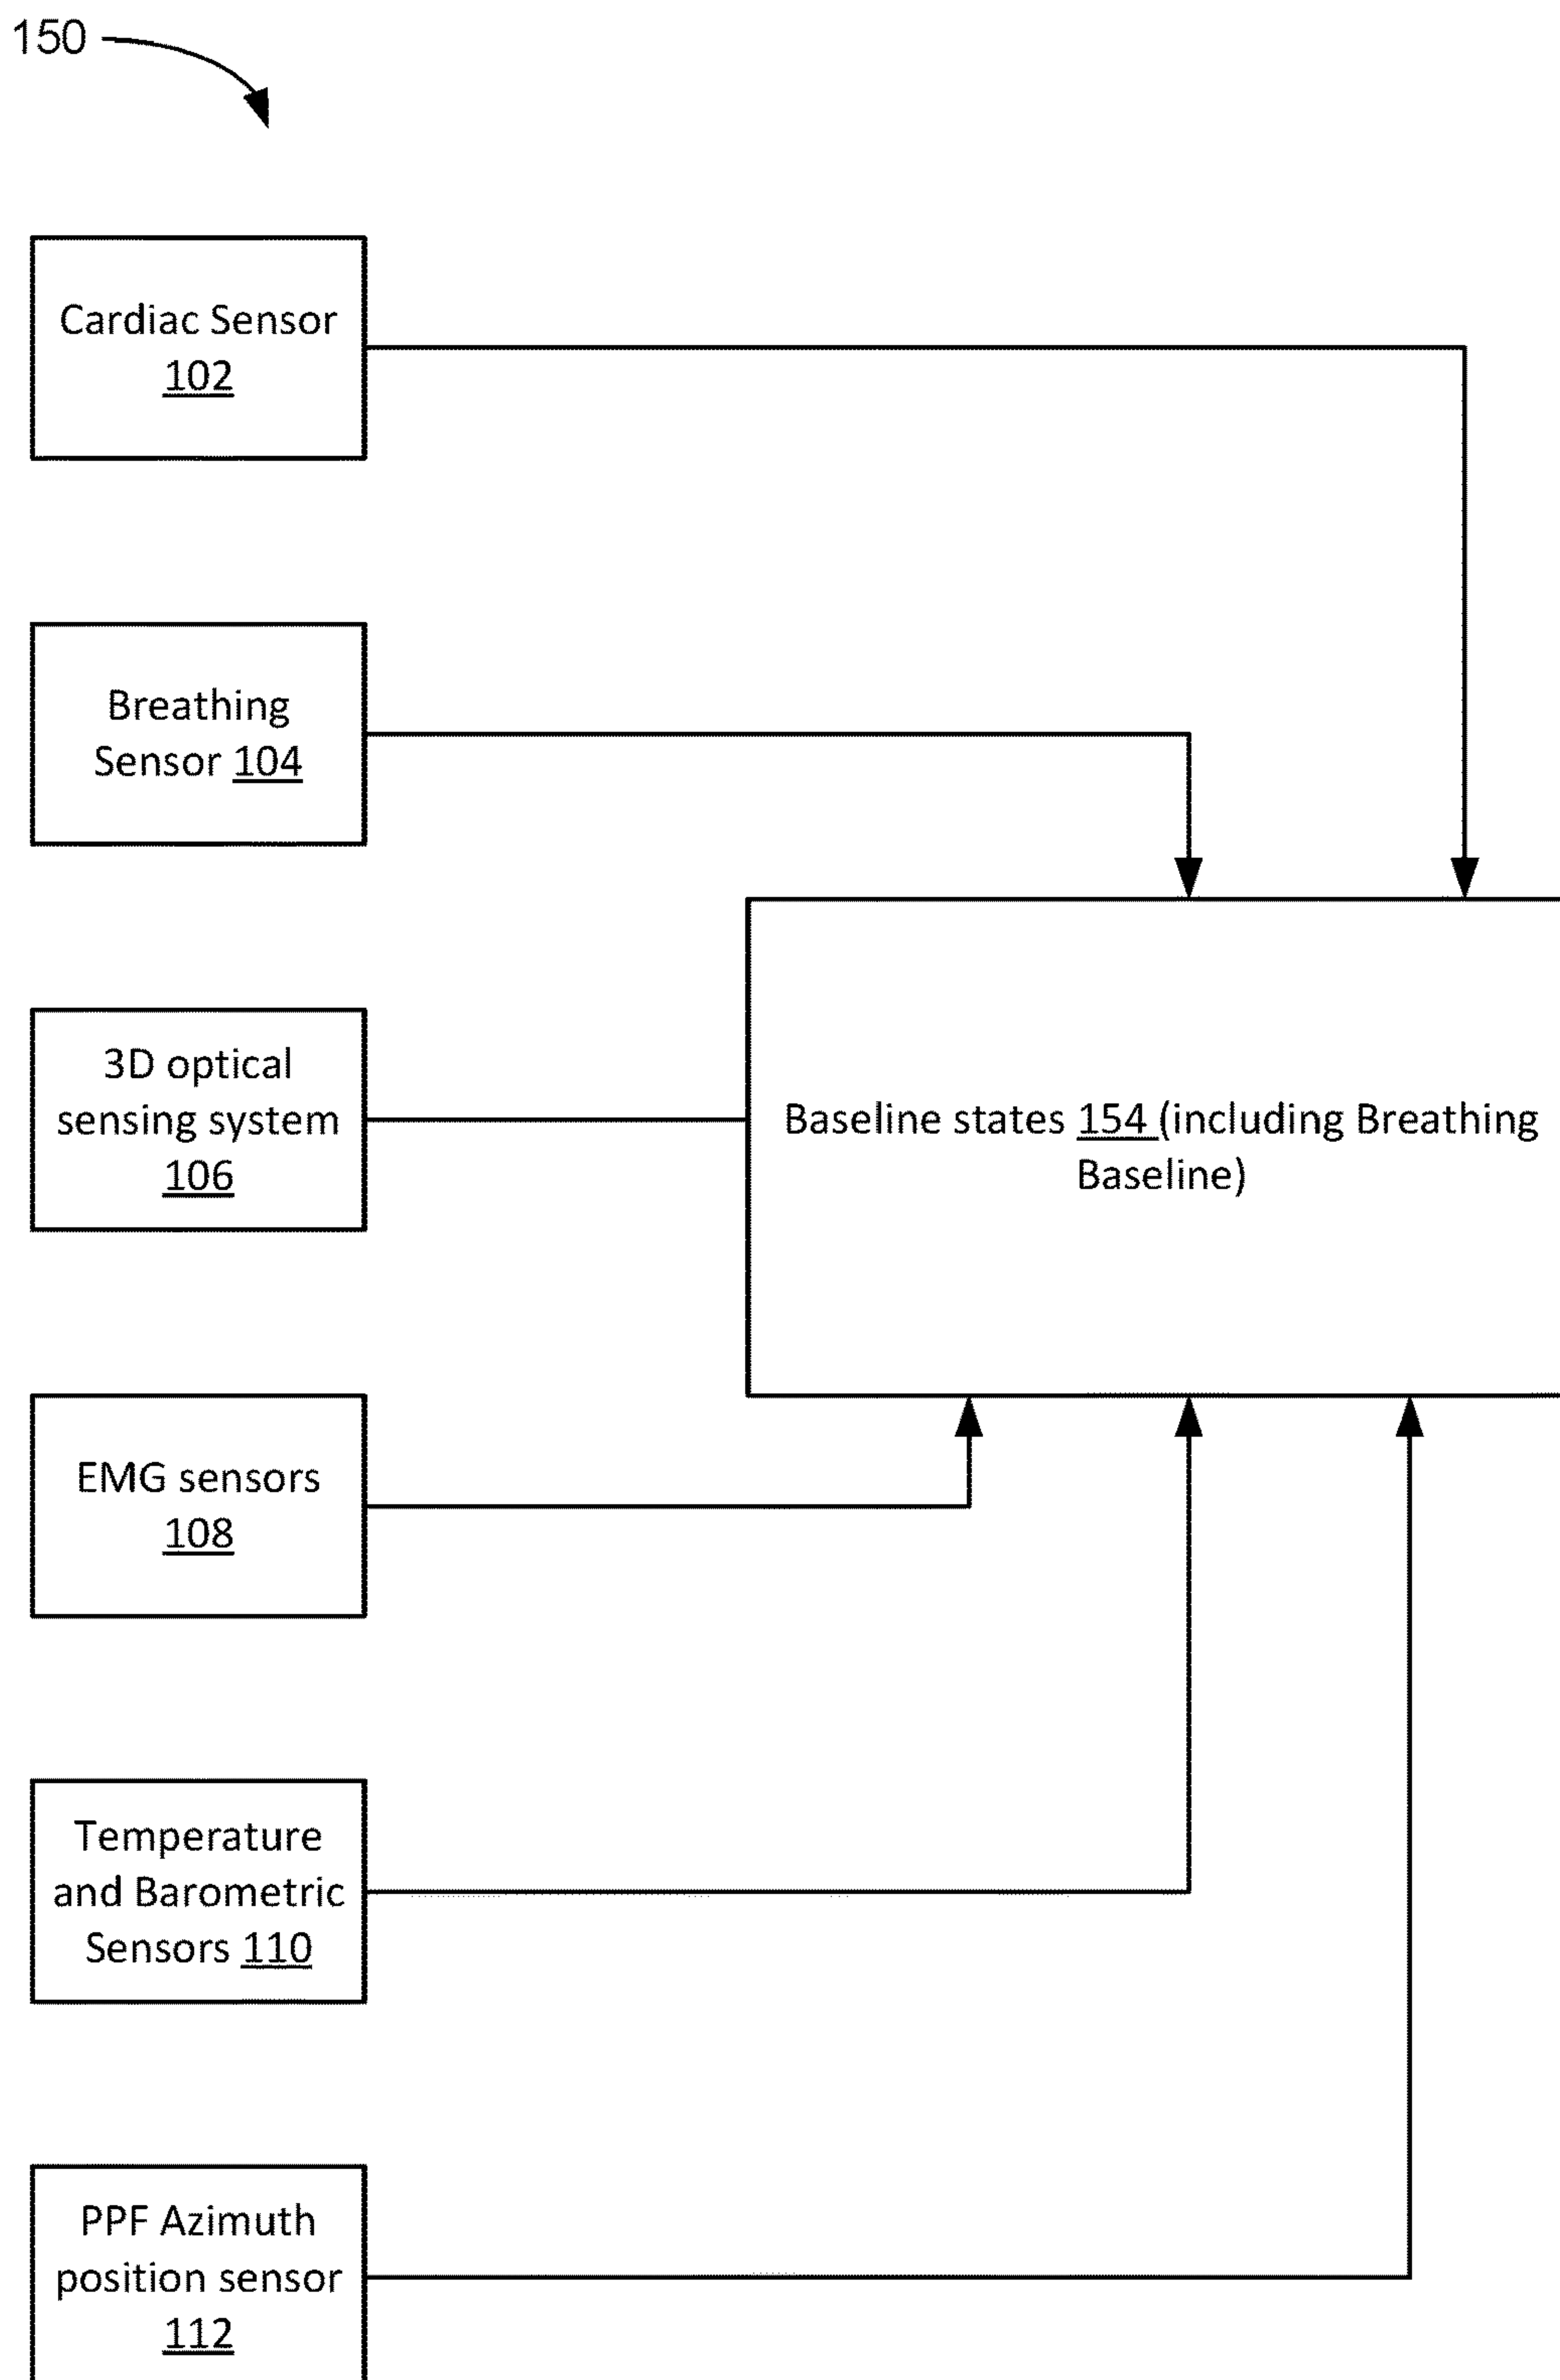 150
Cardiac Sensor
102
Breathing
Sensor 104
3D optical
sensing system
106
Baseline states 154 (including Breathing
Baseline)
EMG sensors
108
Temperature
and Barometric
Sensors 110
PPF Azimuth
position sensor
112